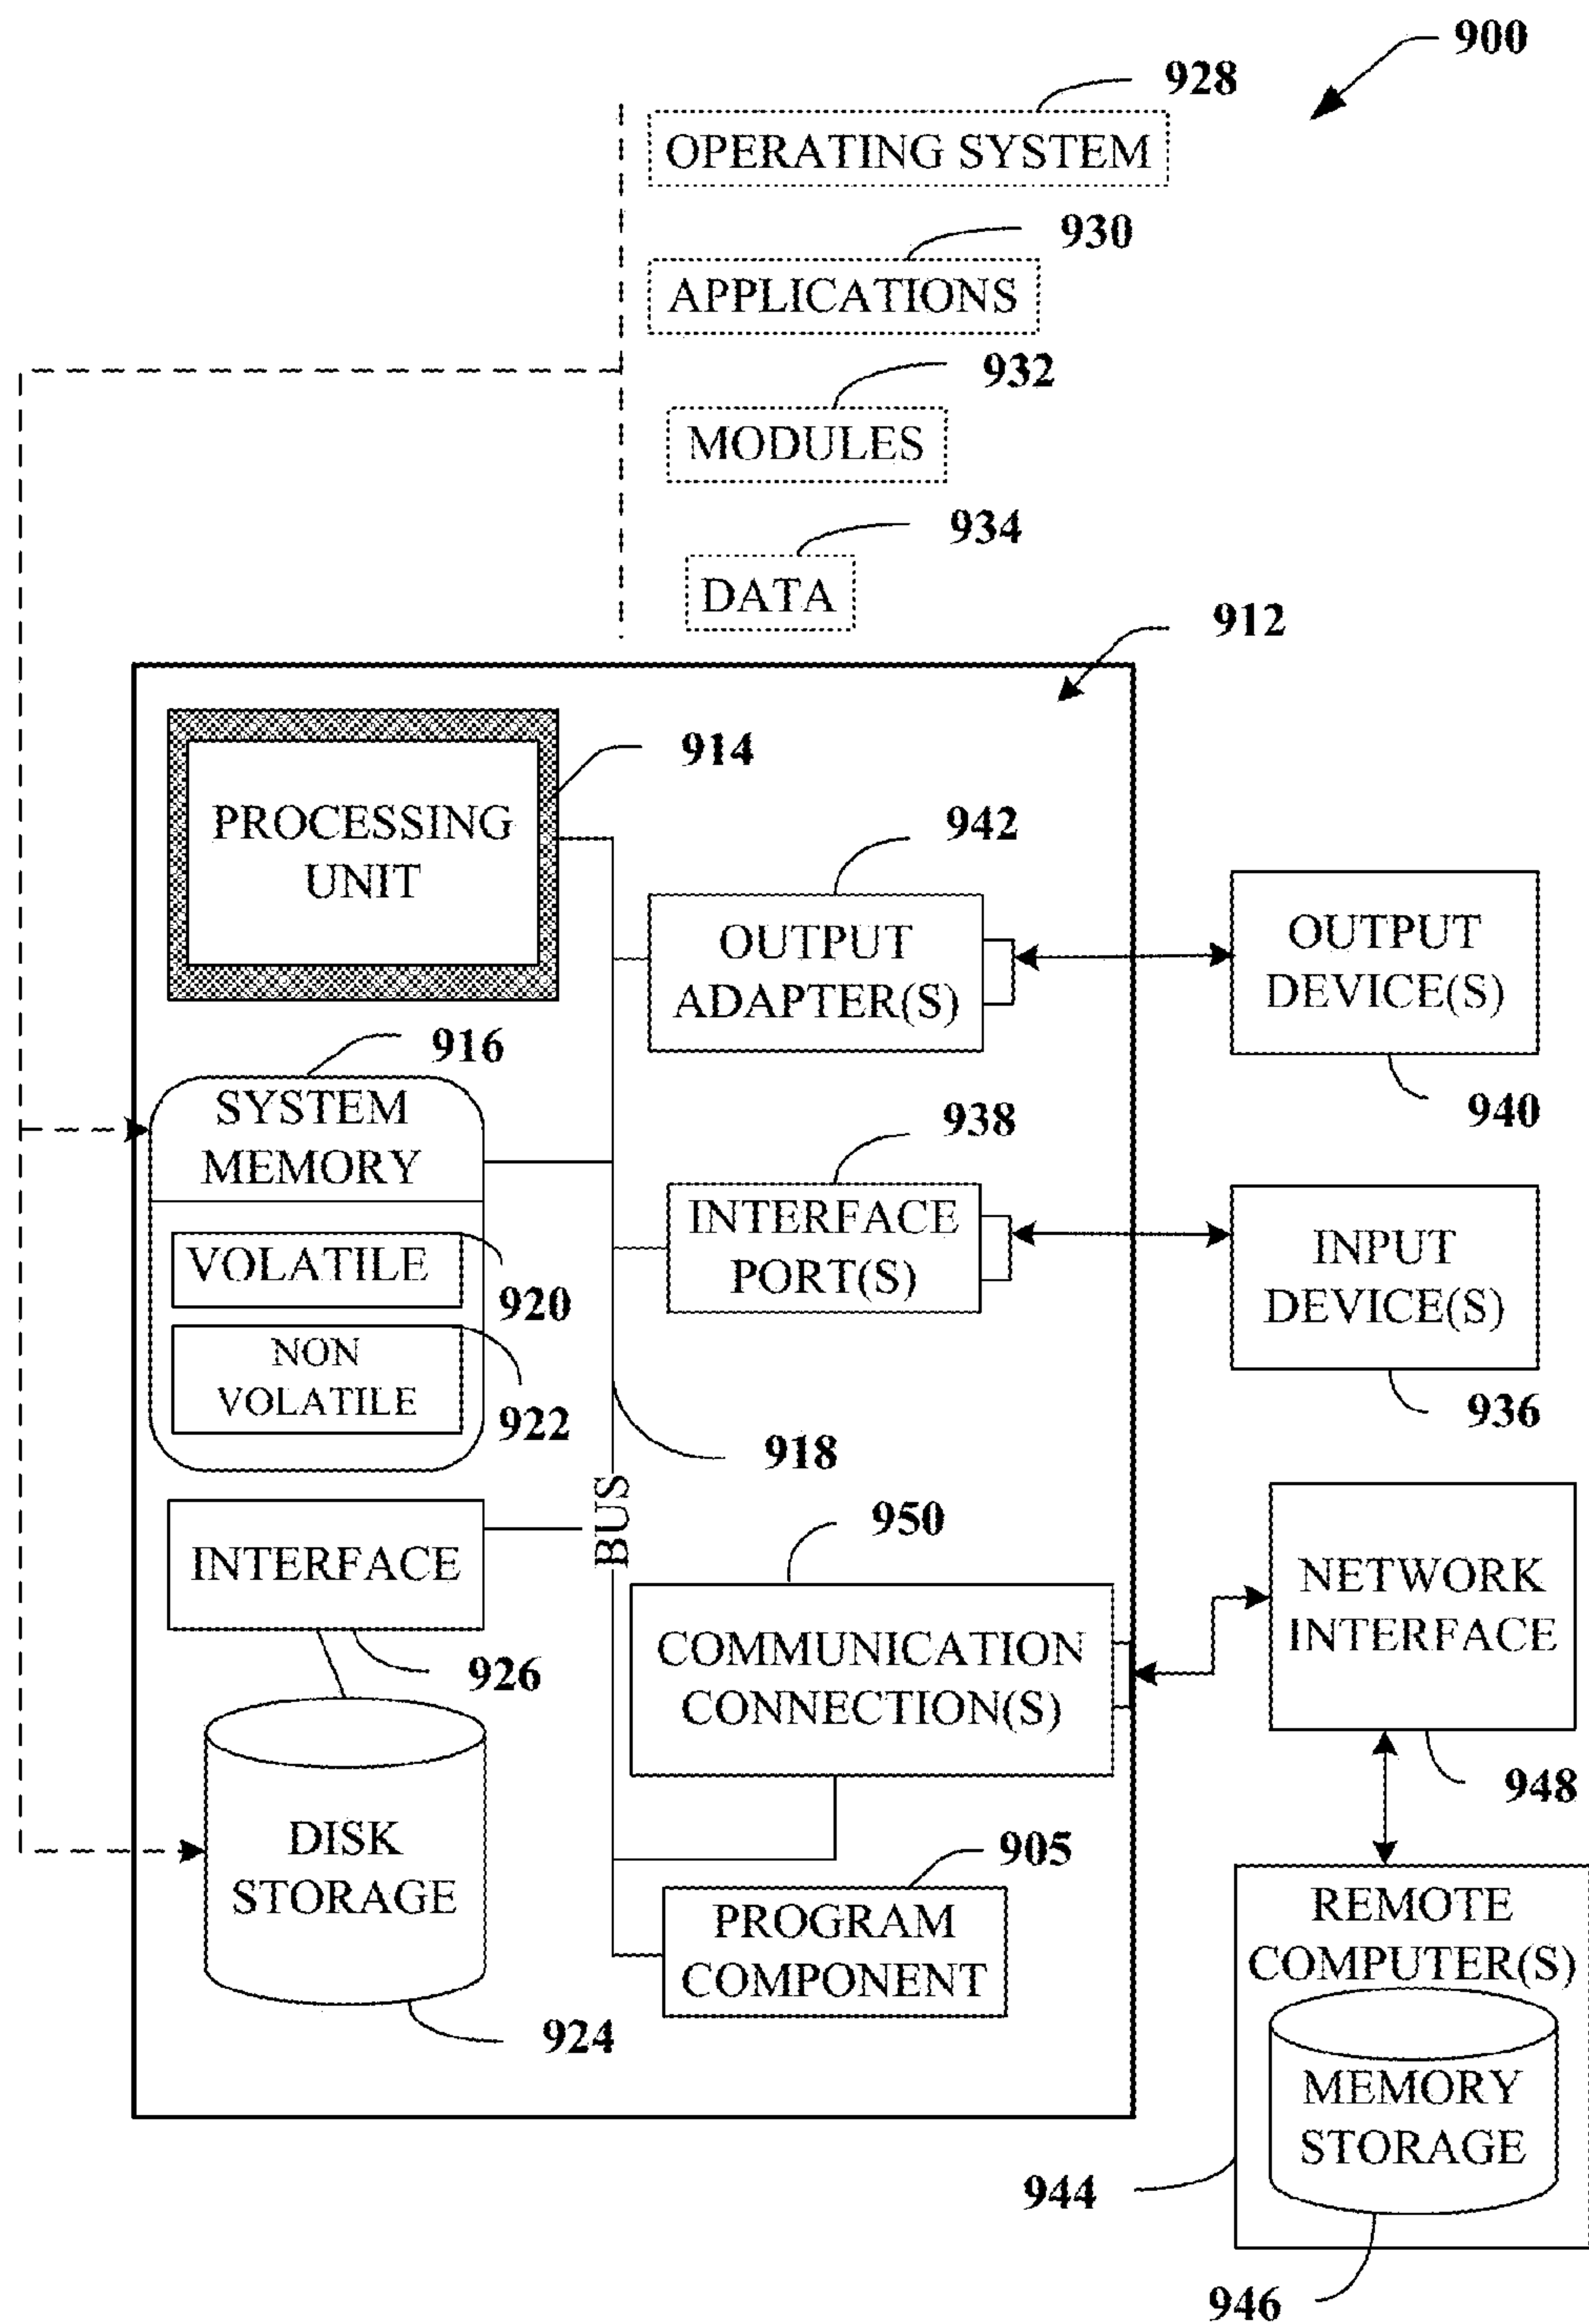 900
928
OPERATING SYSTEM
930
APPLICATIONS
932
MODULES
934
DATA
912
914
PROCESSING
UNIT
942
OUTPUT
ADAPTER(S)
OUTPUT
DEVICE(S)
940
916
SYSTEM
MEMORY
VOLATILE
920
NON
VOLATILE
922
938
INTERFACE
PORT(S)
INPUT
DEVICE(S)
936
918
BUS
INTERFACE
926
950
COMMUNICATION
CONNECTION(S)
NETWORK
INTERFACE
948
DISK
STORAGE
924
905
PROGRAM
COMPONENT
REMOTE
COMPUTER(S)
MEMORY
STORAGE
944
946